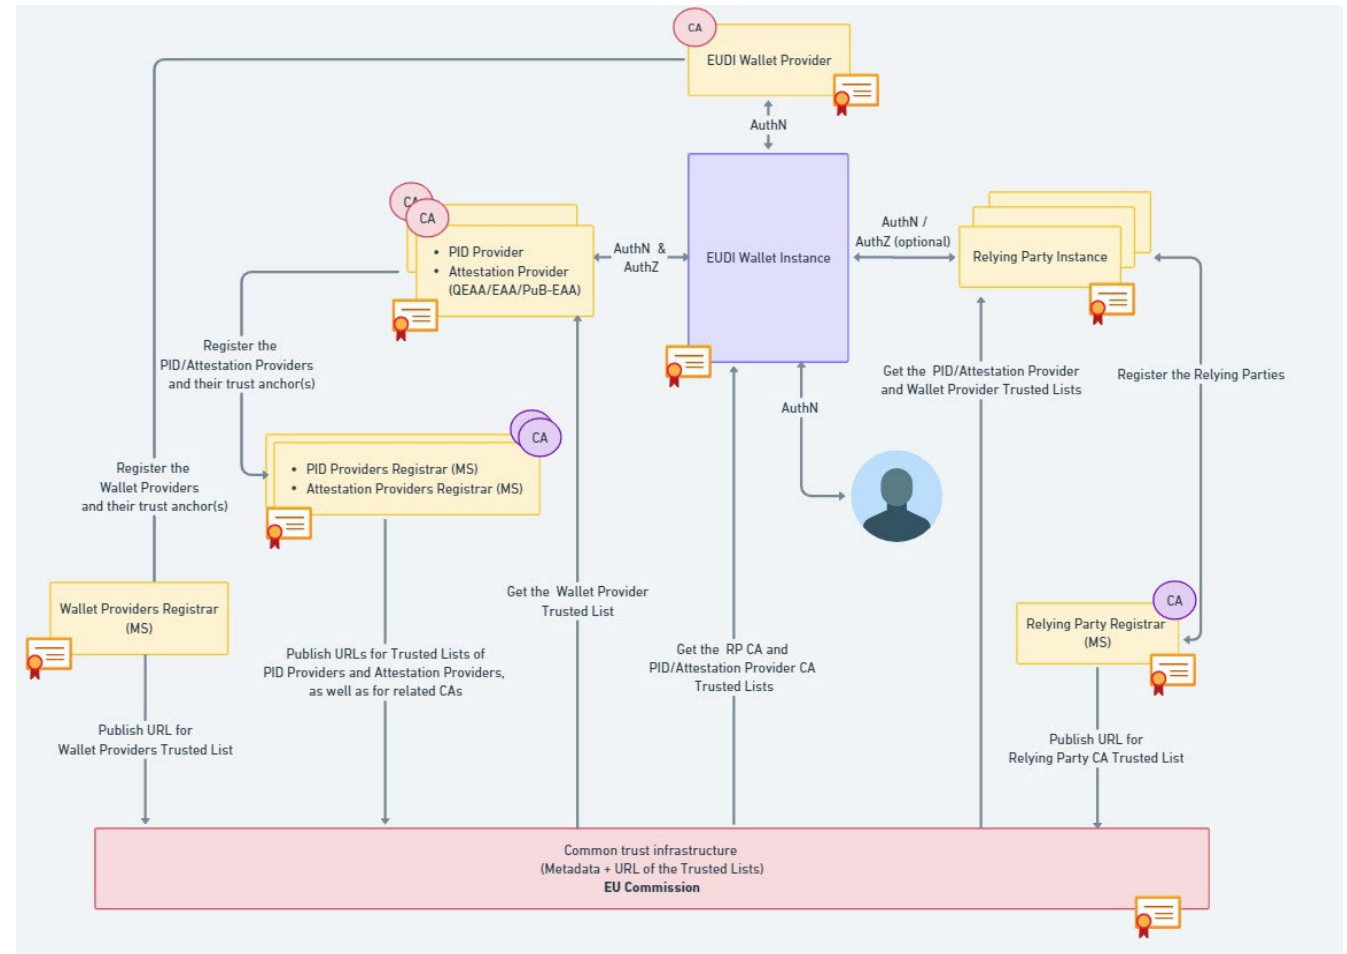 CA
EUDI Wallet Provider
AuthN
CA
CA
• PID Provider
• Attestation Provider
(QEAA/EAA/PuB-EAA)
AuthN &
AuthZ
EUDI Wallet Instance
AuthN /
AuthZ (optional)
Relying Party Instance
Register the
PID/Attestation Providers
and their trust anchor(s)
Get the PID/Attestation Provider
and Wallet Provider Trusted Lists
Register the Relying Parties
AuthN
CA
• PID Providers Registrar (MS)
• Attestation Providers Registrar (MS)
Register the
Wallet Providers
and their trust anchor(s)
Get the Wallet Provider
Trusted List
Wallet Providers Registrar
(MS)
CA
Relying Party Registrar
(MS)
Publish URLs for Trusted Lists of
PID Providers and Attestation Providers,
as well as for related CAs
Get the RP CA and
PID/Attestation Provider CA
Trusted Lists
Publish URL for
Wallet Providers Trusted List
Publish URL for
Relying Party CA Trusted List
Common trust infrastructure
(Metadata + URL of the Trusted Lists)
EU Commission